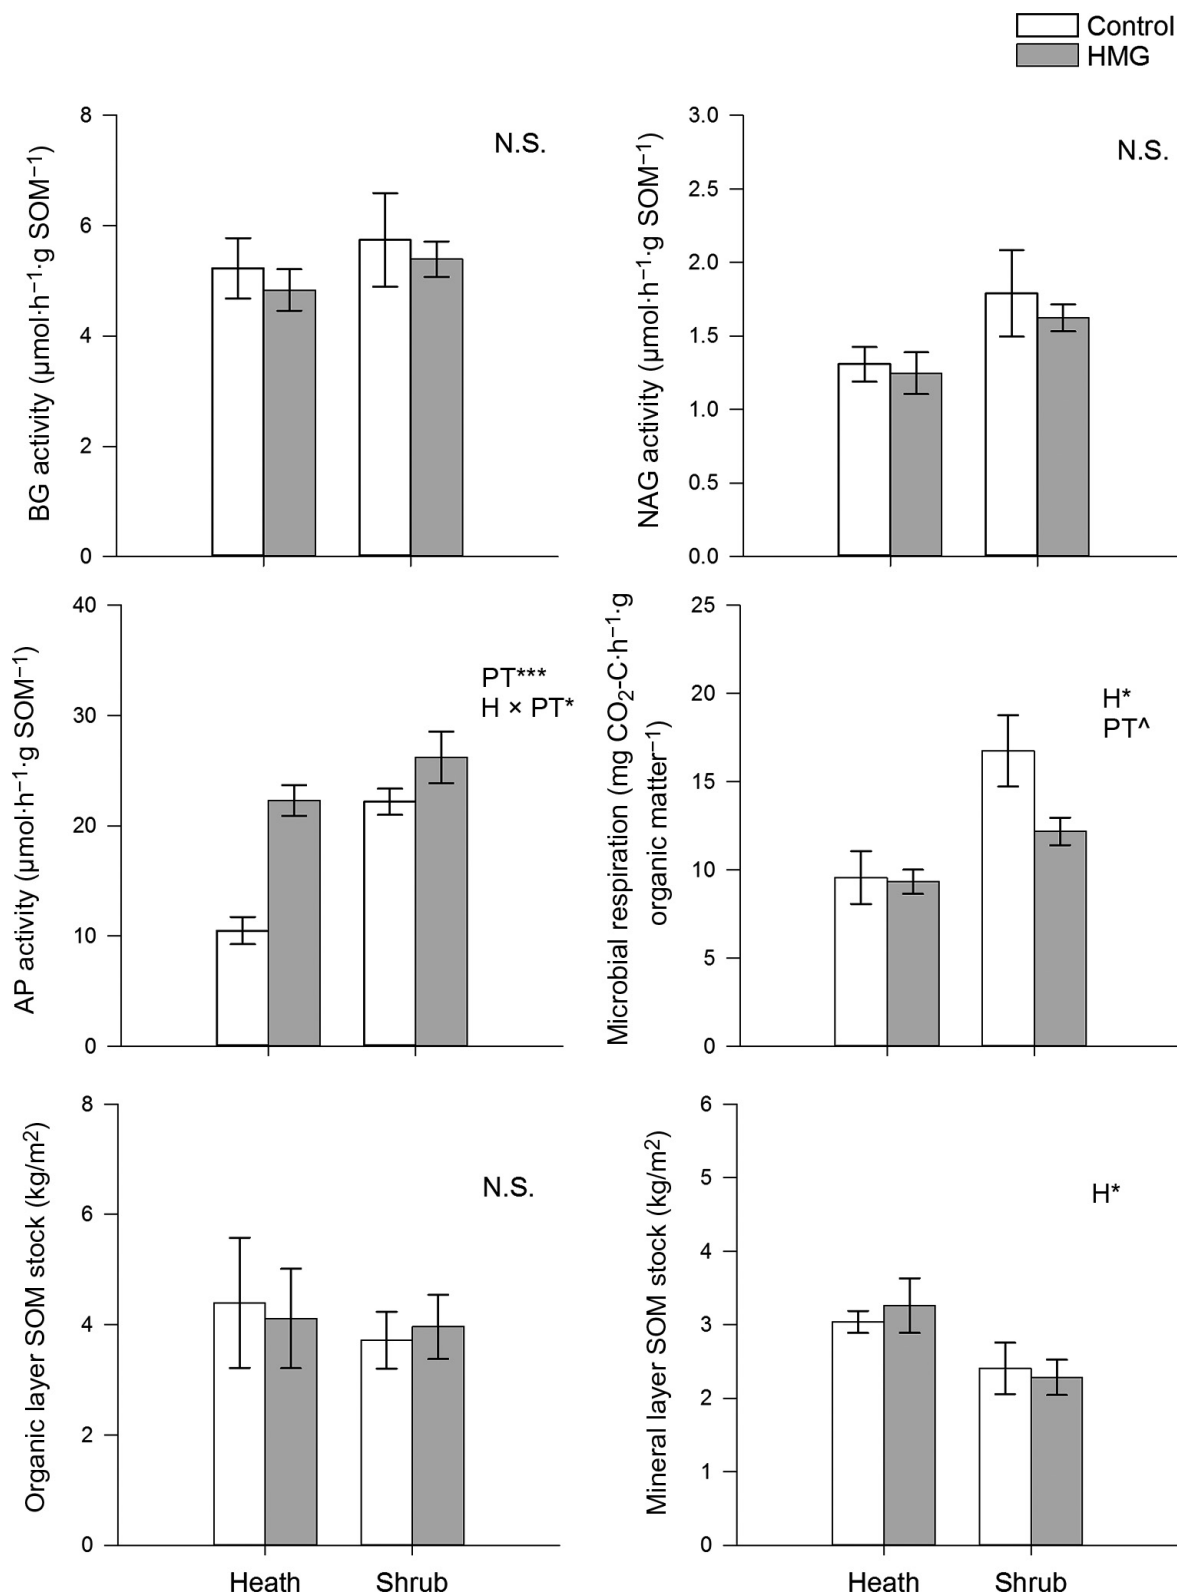 Control
HMG
BG activity (µmol·h⁻¹·g SOM⁻¹)
8
6
4
2
0
N.S.
NAG activity (µmol·h⁻¹·g SOM⁻¹)
3.0
2.5
2.0
1.5
1.0
0.5
0.0
N.S.
AP activity (µmol·h⁻¹·g SOM⁻¹)
40
30
20
10
0
PT***
H × PT*
Microbial respiration (mg CO₂-C·h⁻¹·g
organic matter⁻¹)
25
20
15
10
5
0
H*
PT^
Organic layer SOM stock (kg/m²)
8
6
4
2
0
N.S.
Heath Shrub
Mineral layer SOM stock (kg/m²)
6
5
4
3
2
1
0
H*
Heath Shrub